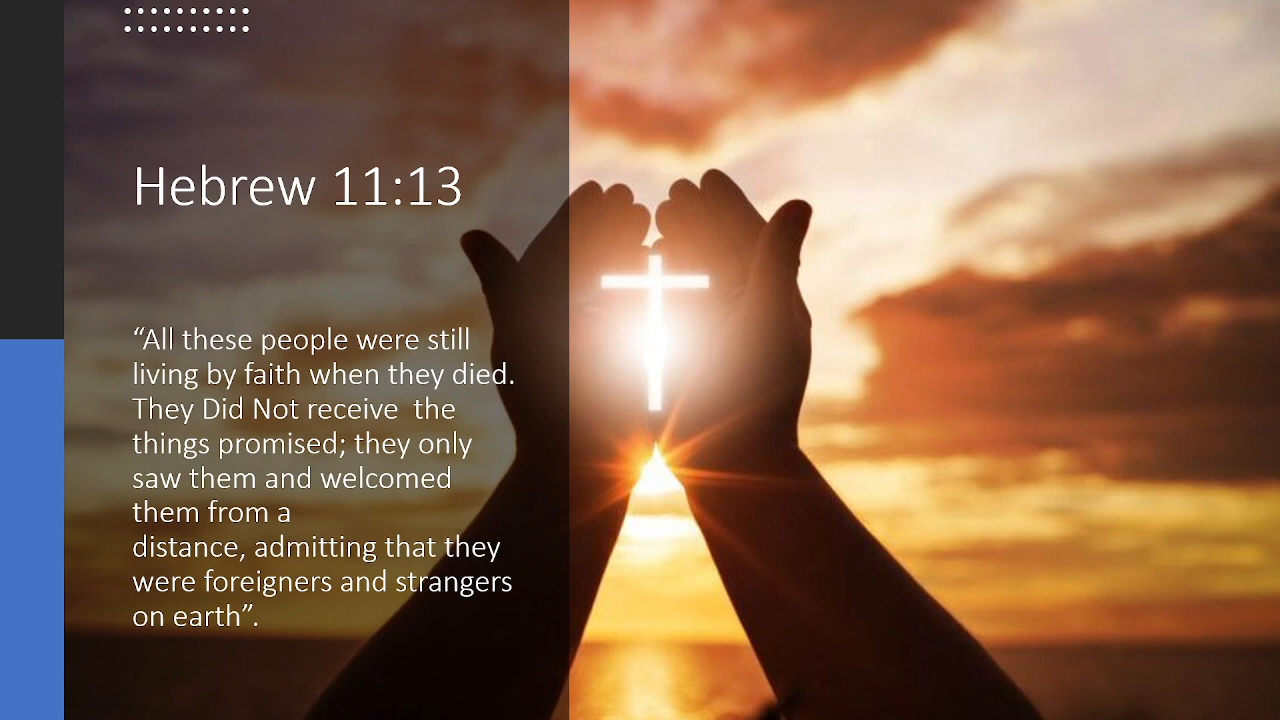 Hebrew 11:13
“All these people were still
living by faith when they died.
They Did Not receive  the
things promised; they only
saw them and welcomed
them from a
distance, admitting that they
were foreigners and strangers
on earth”.